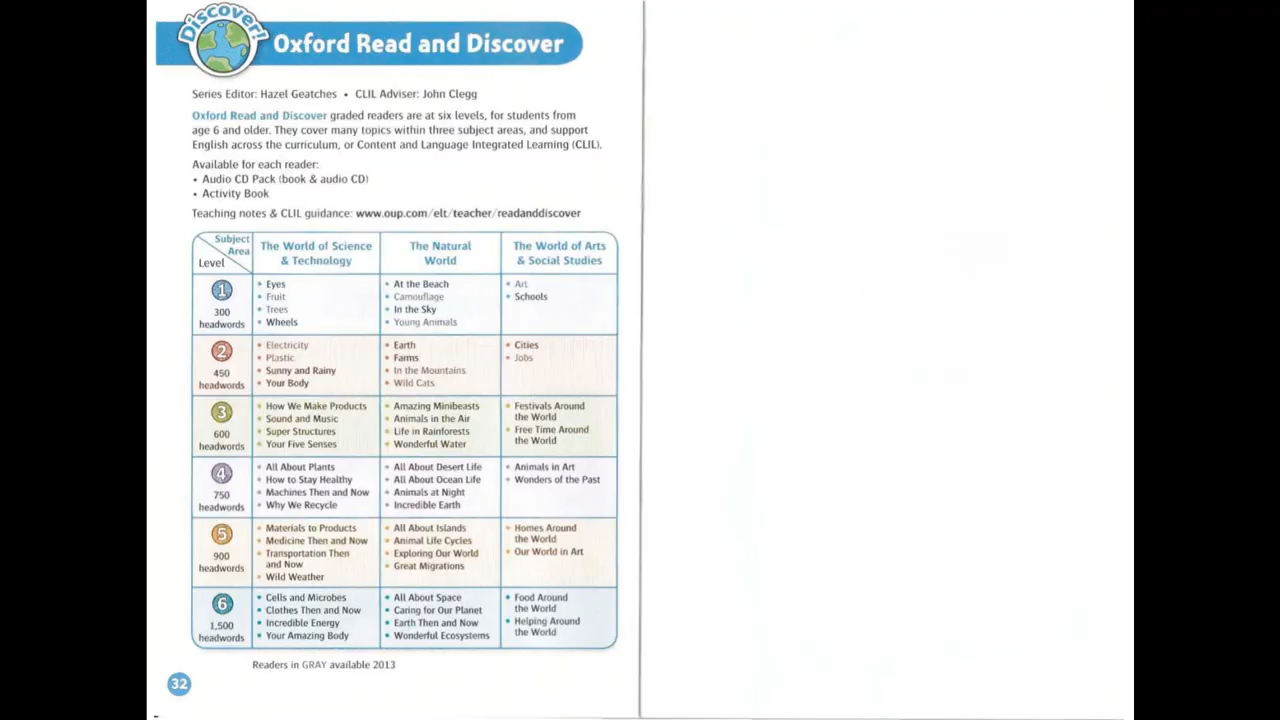 Discover!
Oxford Read and Discover
Series Editor: Hazel Geatches • CLIL Adviser: John Clegg
Oxford Read and Discover graded readers are at six levels, for students from
age 6 and older. They cover many topics within three subject areas, and support
English across the curriculum, or Content and Language Integrated Learning (CLIL).
Available for each reader:
• Audio CD Pack (book & audio CD)
• Activity Book
Teaching notes & CLIL guidance: www.oup.com/elt/teacher/readanddiscover
Subject
Area
Level
The World of Science
& Technology
The Natural
World
The World of Arts
& Social Studies
1
300
headwords
• Eyes
• Fruit
• Trees
• Wheels
• At the Beach
• Camouflage
• In the Sky
• Young Animals
• Art
• Schools
2
450
headwords
• Electricity
• Plastic
• Sunny and Rainy
• Your Body
• Earth
• Farms
• In the Mountains
• Wild Cats
• Cities
• Jobs
3
600
headwords
• How We Make Products
• Sound and Music
• Super Structures
• Your Five Senses
• Amazing Minibeasts
• Animals in the Air
• Life in Rainforests
• Wonderful Water
• Festivals Around
the World
• Free Time Around
the World
4
750
headwords
• All About Plants
• How to Stay Healthy
• Machines Then and Now
• Why We Recycle
• All About Desert Life
• All About Ocean Life
• Animals at Night
• Incredible Earth
• Animals in Art
• Wonders of the Past
5
900
headwords
• Materials to Products
• Medicine Then and Now
• Transportation Then
and Now
• Wild Weather
• All About Islands
• Animal Life Cycles
• Exploring Our World
• Great Migrations
• Homes Around
the World
• Our World in Art
6
1,500
headwords
• Cells and Microbes
• Clothes Then and Now
• Incredible Energy
• Your Amazing Body
• All About Space
• Caring for Our Planet
• Earth Then and Now
• Wonderful Ecosystems
• Food Around
the World
• Helping Around
the World
Readers in GRAY available 2013
32